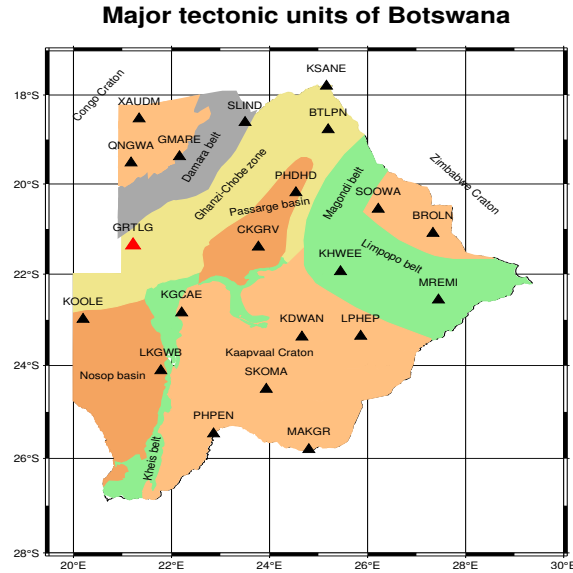 Major tectonic units of Botswana
KSANE
18°S
Congo Craton
XAUDM
SLIND
BTLPN
QNGWA
GMARE
Damara belt
Ghanzi-Chobe zone
Zimbabwe Craton
20°S
PHDHD
Magondi belt
SOOWA
Passarge basin
BROLN
GRTLG
CKGRV
Limpopo belt
KHWEE
22°S
MREMI
KOOLE
KGCAE
KDWAN
LPHEP
LKGWB
Kaapvaal Craton
24°S
Nosop basin
SKOMA
PHPEN
MAKGR
26°S
Kheis belt
28°S
20°E
22°E
24°E
26°E
28°E
30°E